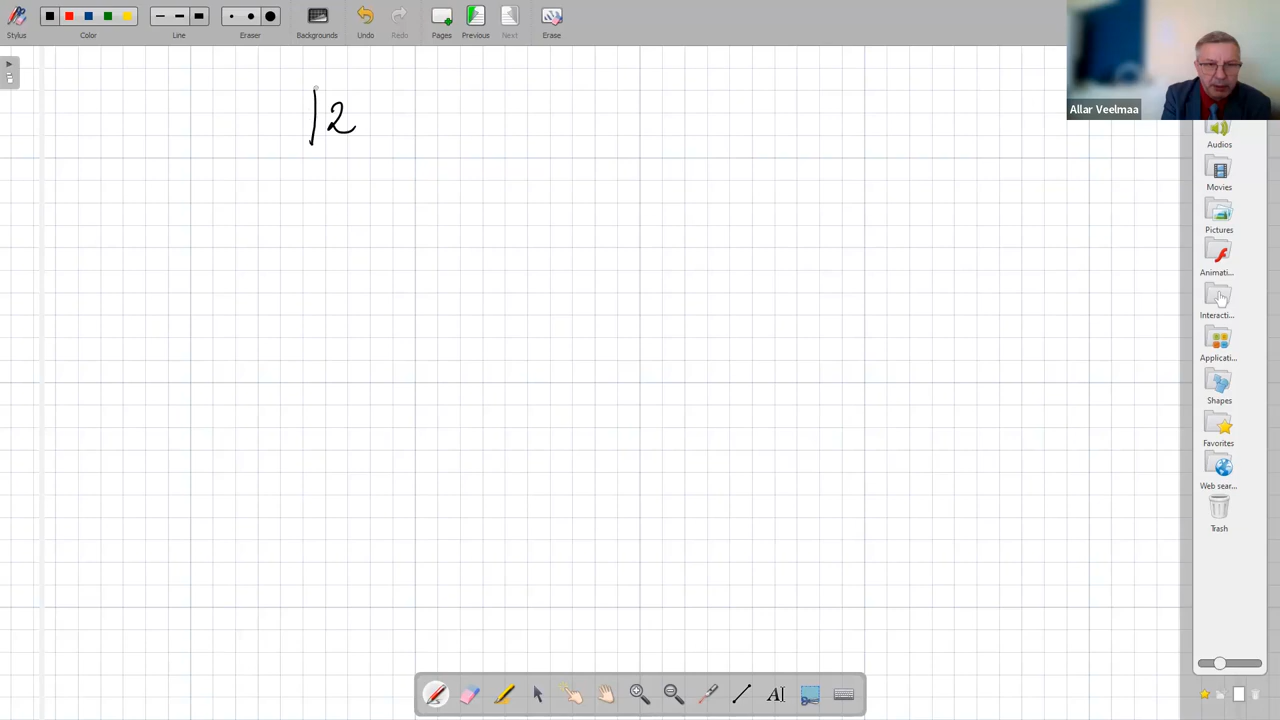 Stylus
Color
Line
Eraser
Backgrounds
Undo
Redo
Pages
Previous
Next
Erase
|2
Allar Veelmaa
Audios
Movies
Pictures
Animati...
Interacti...
Applicati...
Shapes
Favorites
Web sear...
Trash